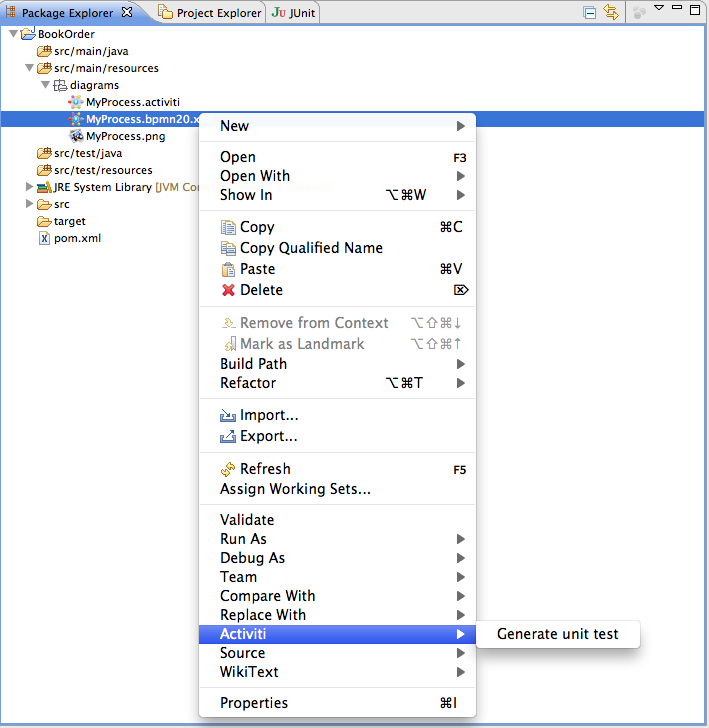 Package Explorer Project Explorer JUnit
BookOrder
src/main/java
src/main/resources
diagrams
MyProcess.activiti
MyProcess.bpmn20.x
MyProcess.png
src/test/java
src/test/resources
JRE System Library [JVM Con
src
target
pom.xml
New
Open F3
Open With
Show In ⌥⌘W
Copy ⌘C
Copy Qualified Name
Paste ⌘V
Delete ⌦
Remove from Context ⌥⇧⌘↓
Mark as Landmark ⌥⇧⌘↑
Build Path
Refactor ⌥⌘T
Import...
Export...
Refresh F5
Assign Working Sets...
Validate
Run As
Debug As
Team
Compare With
Replace With
Activiti Generate unit test
Source
WikiText
Properties ⌘I